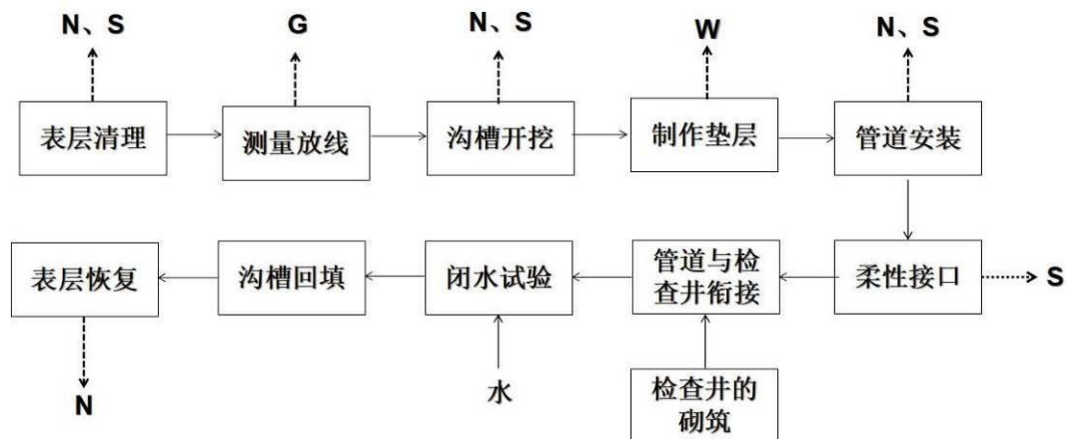 N、S
G
N、S
W
N、S
表层清理
测量放线
沟槽开挖
制作垫层
管道安装
表层恢复
沟槽回填
闭水试验
管道与检
查井衔接
柔性接口
S
N
水
检查井的
砌筑